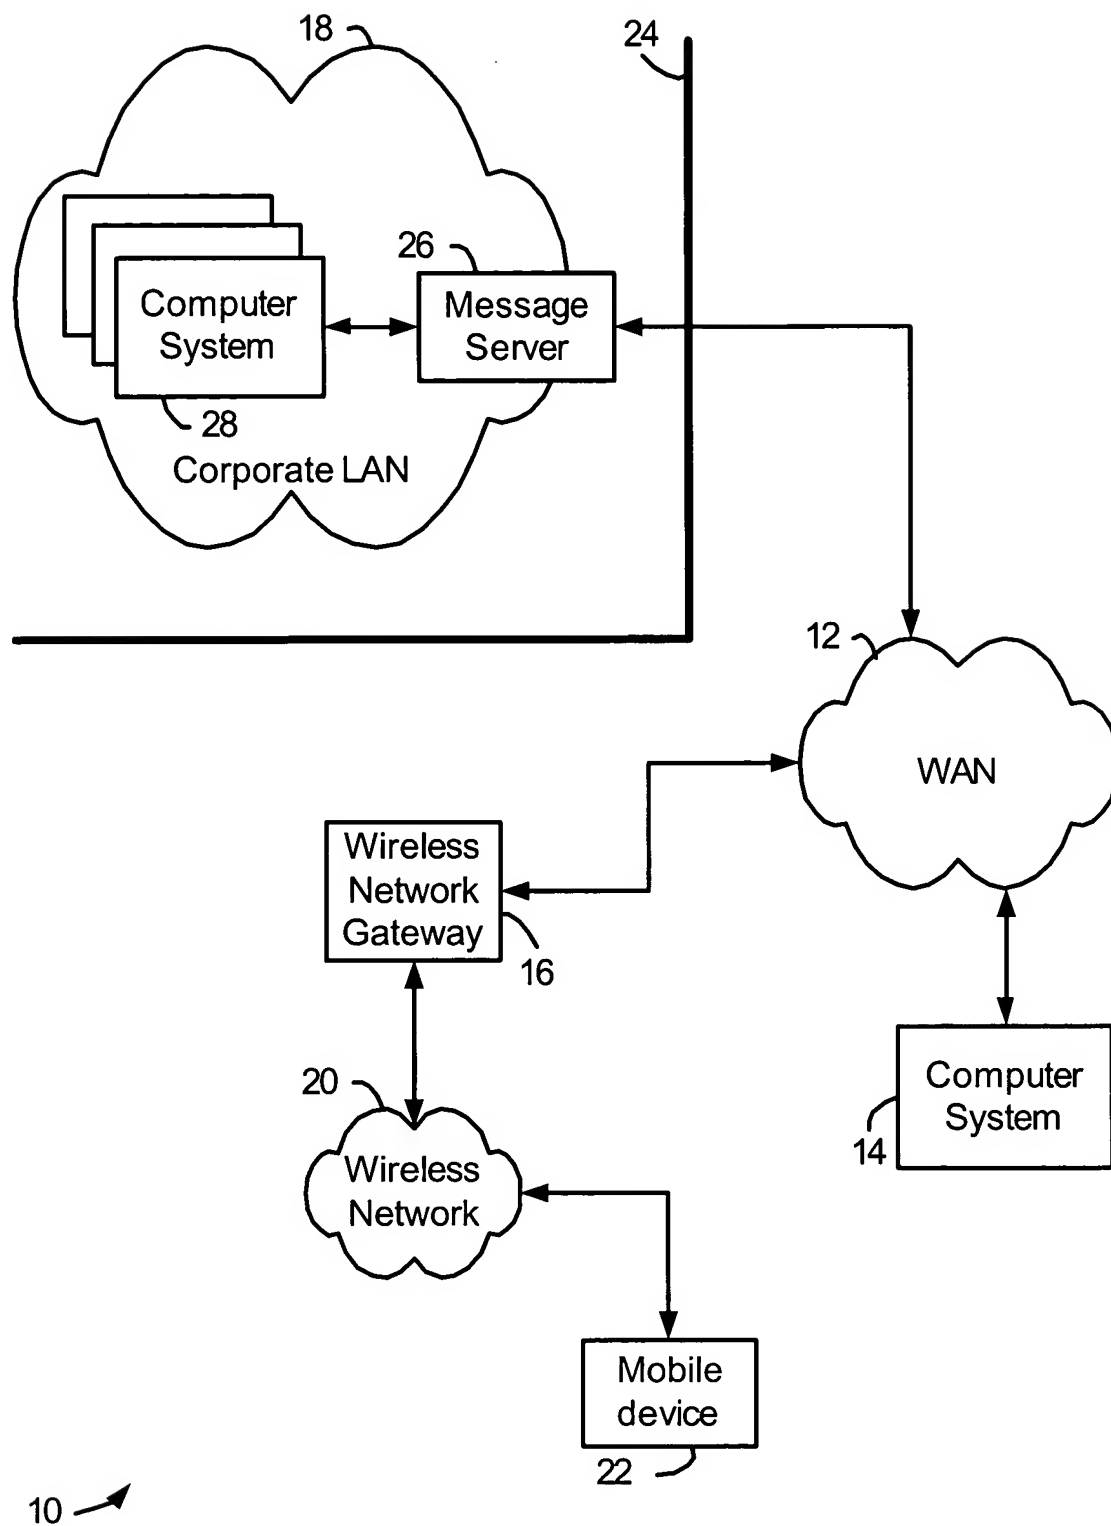 18
24
26
Computer
System
Message
Server
28
Corporate LAN
12
WAN
Wireless
Network
Gateway
16
20
Computer
System
14
Wireless
Network
Mobile
device
22
10